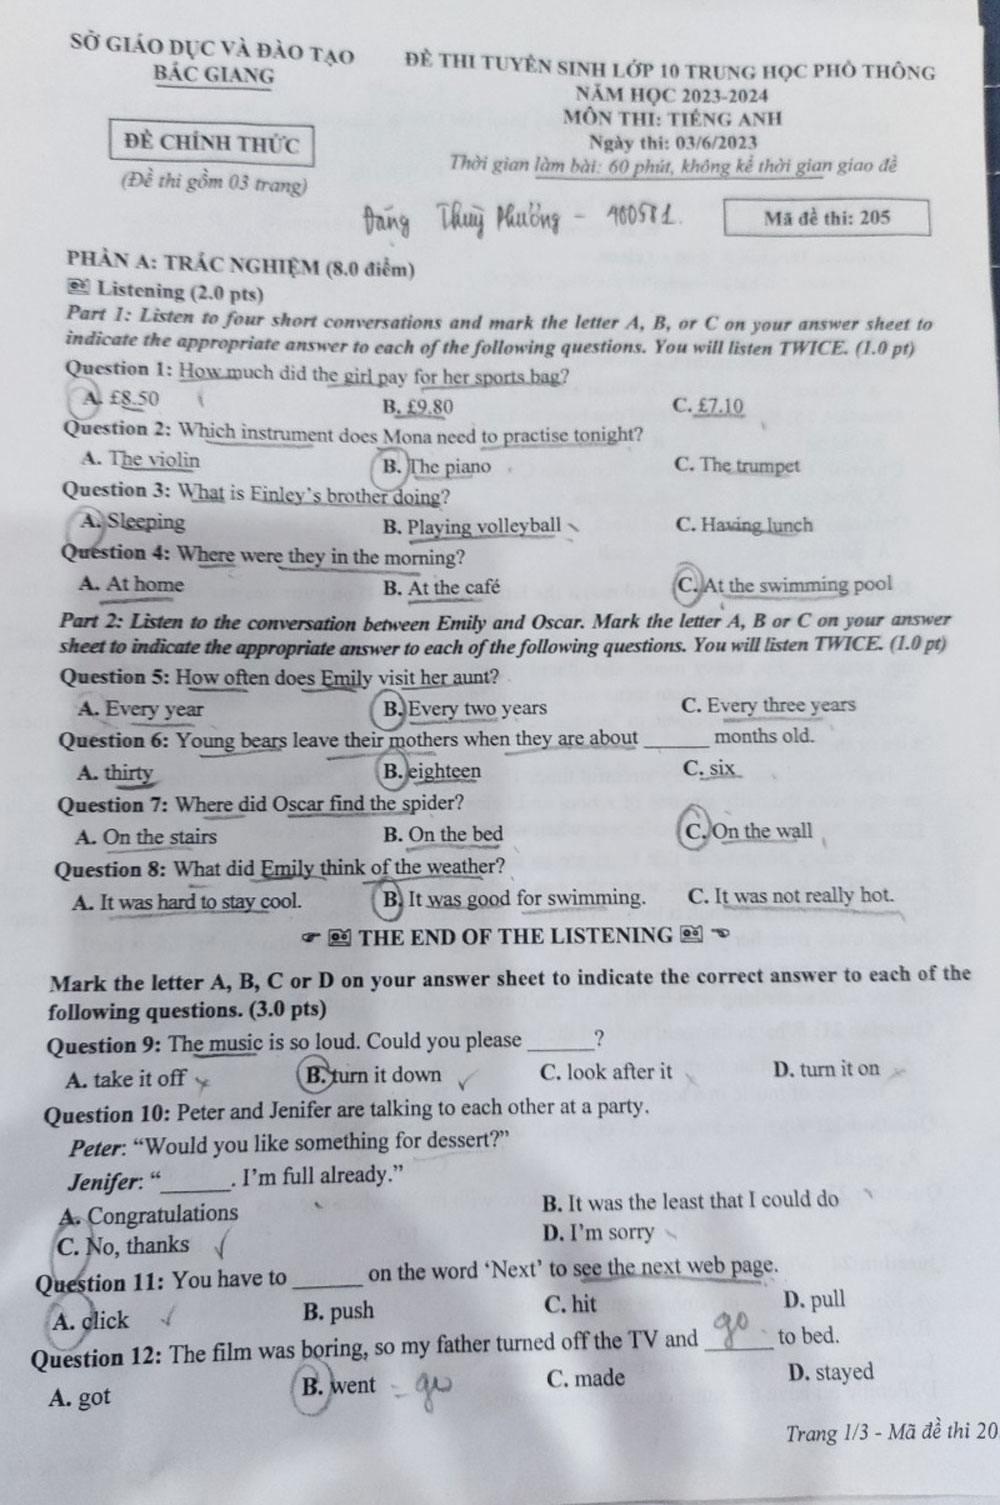 SỞ GIÁO DỤC VÀ ĐÀO TẠO
BẮC GIANG
ĐỀ THI TUYỂN SINH LỚP 10 TRUNG HỌC PHỔ THÔNG
NĂM HỌC 2023-2024
MÔN THI: TIẾNG ANH
Ngày thi: 03/6/2023
Thời gian làm bài: 60 phút, không kể thời gian giao đề
ĐỀ CHÍNH THỨC
(Đề thi gồm 03 trang)
Đặng Thuỳ Phương - 400581.
Mã đề thi: 205
PHẦN A: TRẮC NGHIỆM (8.0 điểm)
Listening (2.0 pts)
Part 1: Listen to four short conversations and mark the letter A, B, or C on your answer sheet to
indicate the appropriate answer to each of the following questions. You will listen TWICE. (1.0 pt)
Question 1: How much did the girl pay for her sports bag?
A. £8.50 B. £9.80 C. £7.10
Question 2: Which instrument does Mona need to practise tonight?
A. The violin B. The piano C. The trumpet
Question 3: What is Finley's brother doing?
A. Sleeping B. Playing volleyball C. Having lunch
Question 4: Where were they in the morning?
A. At home B. At the café C. At the swimming pool
Part 2: Listen to the conversation between Emily and Oscar. Mark the letter A, B or C on your answer
sheet to indicate the appropriate answer to each of the following questions. You will listen TWICE. (1.0 pt)
Question 5: How often does Emily visit her aunt?
A. Every year B. Every two years C. Every three years
Question 6: Young bears leave their mothers when they are about ______ months old.
A. thirty B. eighteen C. six
Question 7: Where did Oscar find the spider?
A. On the stairs B. On the bed C. On the wall
Question 8: What did Emily think of the weather?
A. It was hard to stay cool. B. It was good for swimming. C. It was not really hot.
THE END OF THE LISTENING
Mark the letter A, B, C or D on your answer sheet to indicate the correct answer to each of the
following questions. (3.0 pts)
Question 9: The music is so loud. Could you please ______?
A. take it off B. turn it down C. look after it D. turn it on
Question 10: Peter and Jenifer are talking to each other at a party.
Peter: “Would you like something for dessert?”
Jenifer: “______. I'm full already.”
A. Congratulations B. It was the least that I could do
C. No, thanks D. I'm sorry
Question 11: You have to ______ on the word ‘Next’ to see the next web page.
A. click B. push C. hit D. pull
Question 12: The film was boring, so my father turned off the TV and ______ to bed.
go
A. got B. went = go C. made D. stayed
Trang 1/3 - Mã đề thi 20